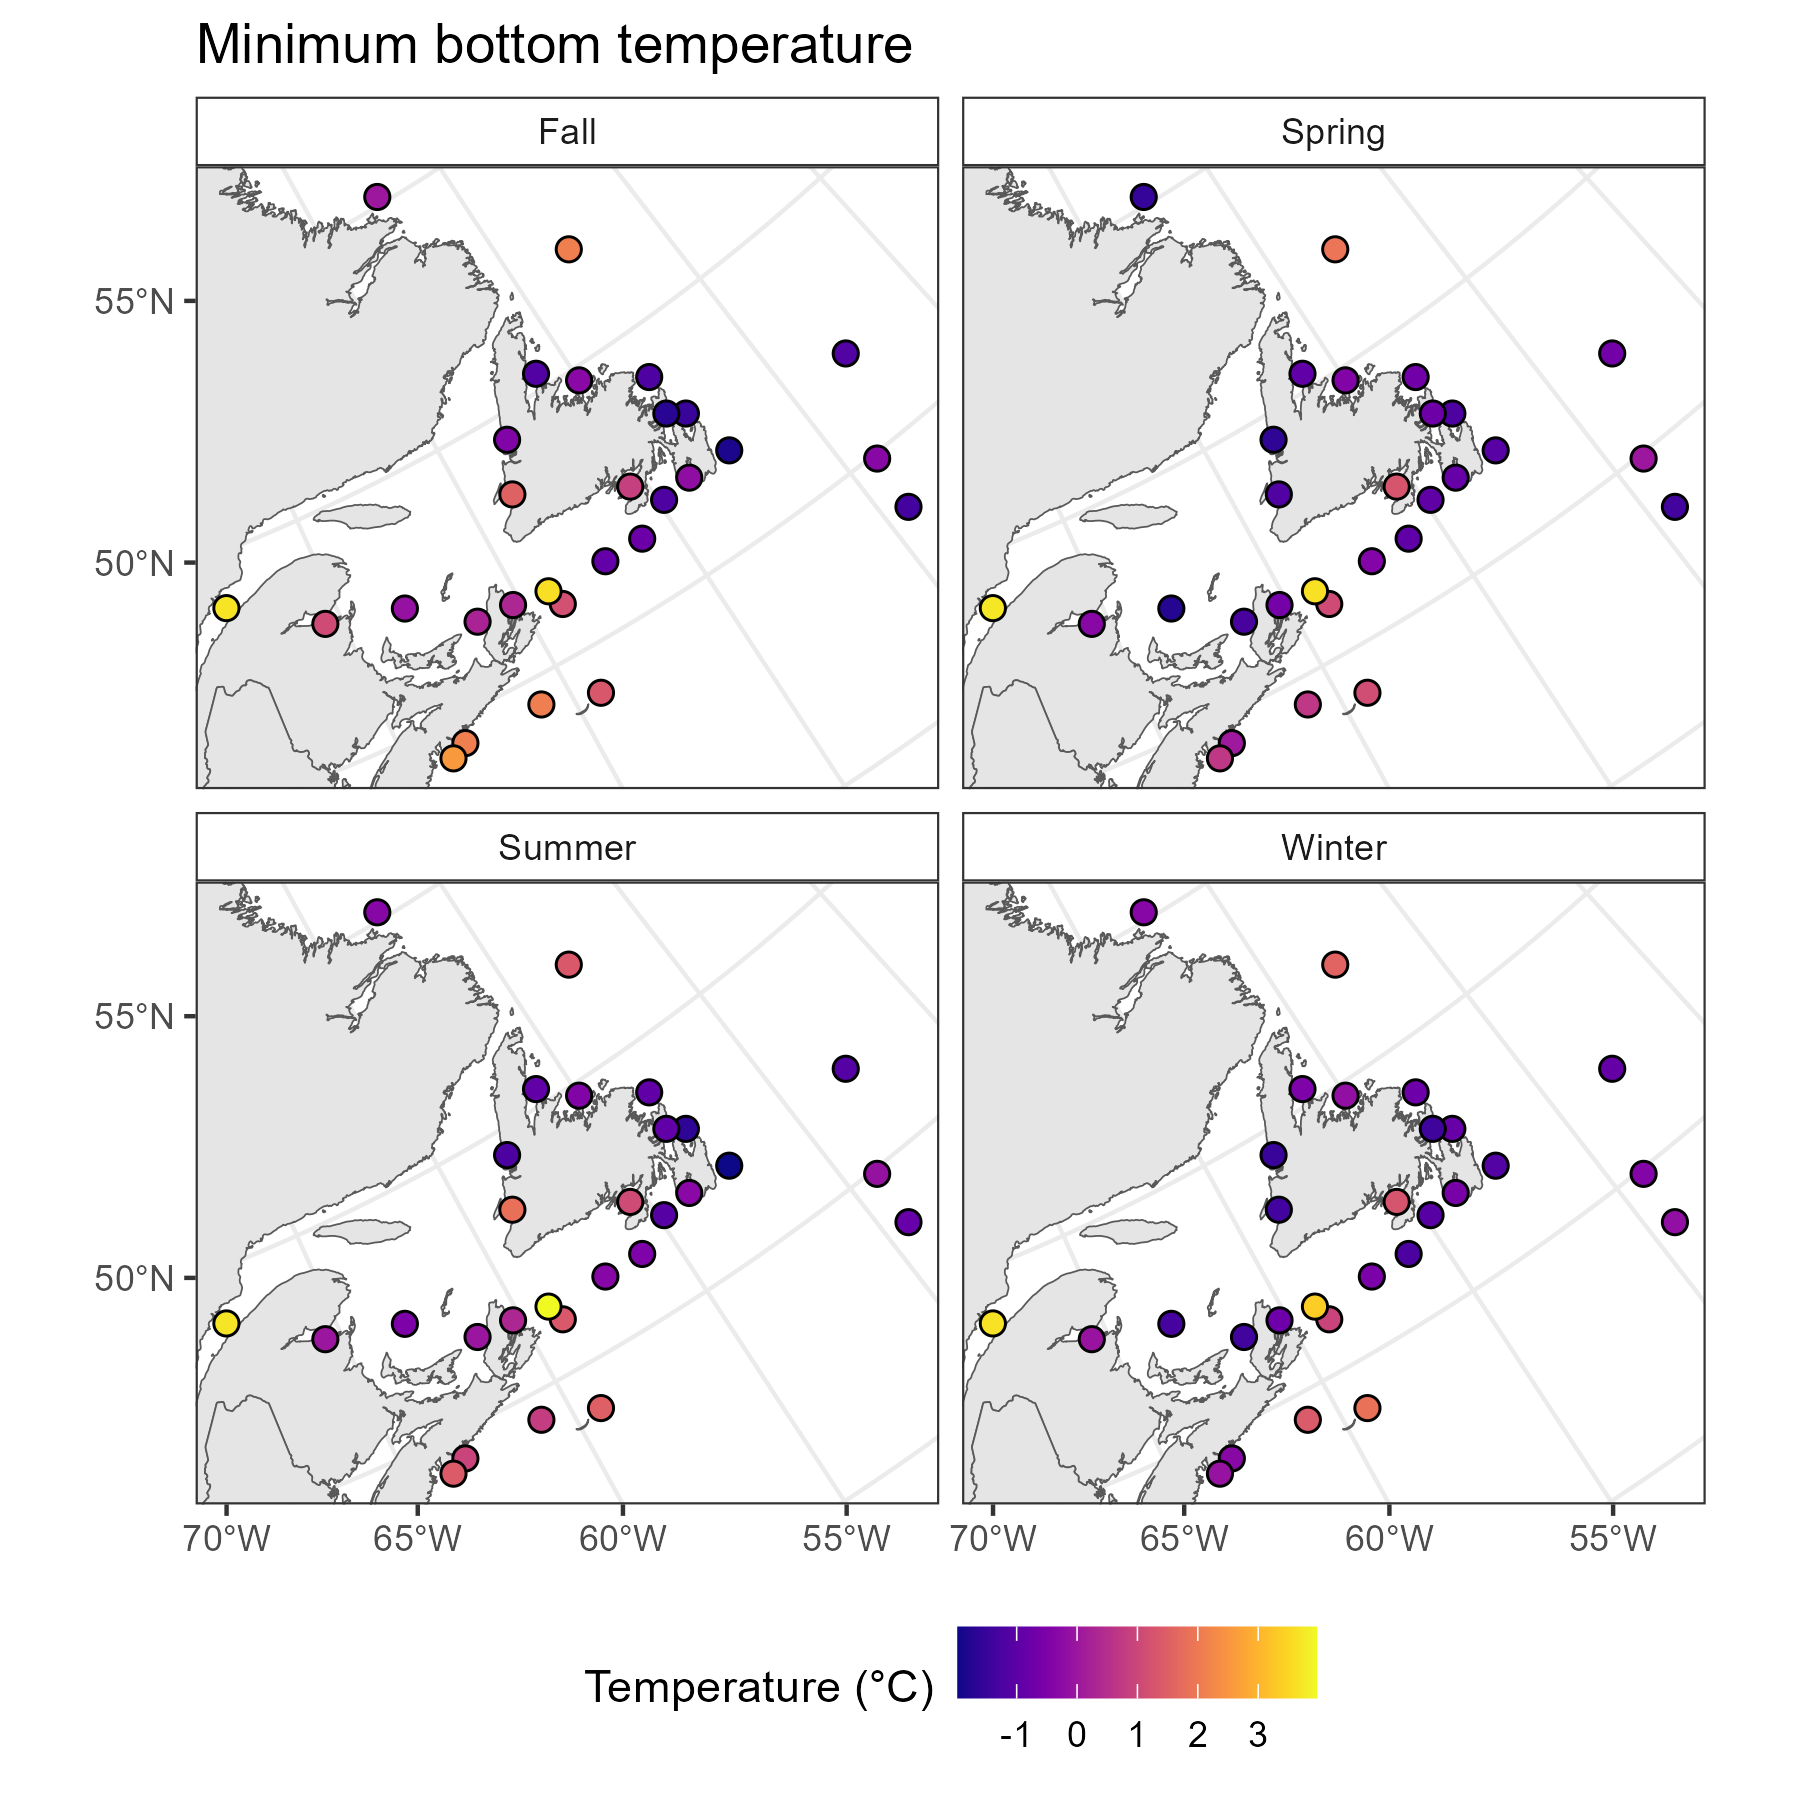 Minimum bottom temperature
Fall
Spring
55°N
50°N
Summer
Winter
55°N
50°N
70°W 65°W 60°W 55°W 70°W 65°W 60°W 55°W
Temperature (°C)
-1 0 1 2 3